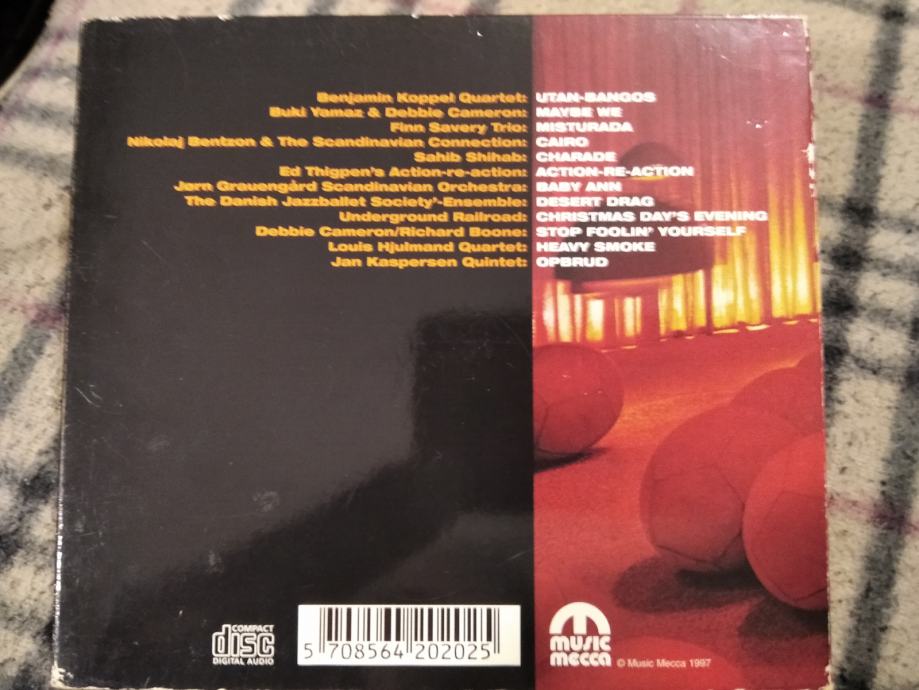 Benjamin Koppel Quartet: UTAN-BANGOS
Buki Yamaz & Debbie Cameron: MAYBE WE
Finn Savery Trio: MISTURADA
Nikolaj Bentzon & The Scandinavian Connection: CAIRO
Sahib Shihab: CHARADE
Ed Thigpen's Action-re-action: ACTION-RE-ACTION
Jørn Grauengård Scandinavian Orchestra: BABY ANN
The Danish Jazzballet Society'-Ensemble: DESERT DRAG
Underground Railroad: CHRISTMAS DAY'S EVENING
Debbie Cameron/Richard Boone: STOP FOOLIN' YOURSELF
Louis Hjulmand Quartet: HEAVY SMOKE
Jan Kaspersen Quintet: OPBRUD
COMPACT
disc
DIGITAL AUDIO
5 708564 202025
music
mecca
© Music Mecca 1997